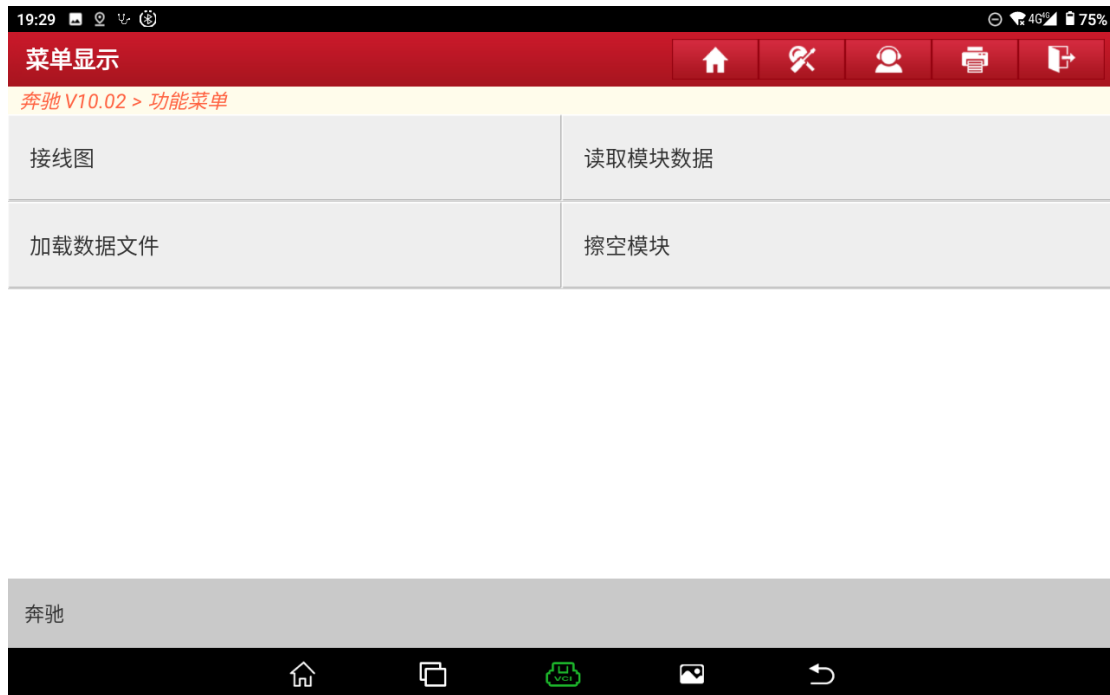 19:29 4G 4G 75%
菜单显示
奔驰 V10.02 > 功能菜单
接线图 读取模块数据
加载数据文件 擦空模块
奔驰
VCI